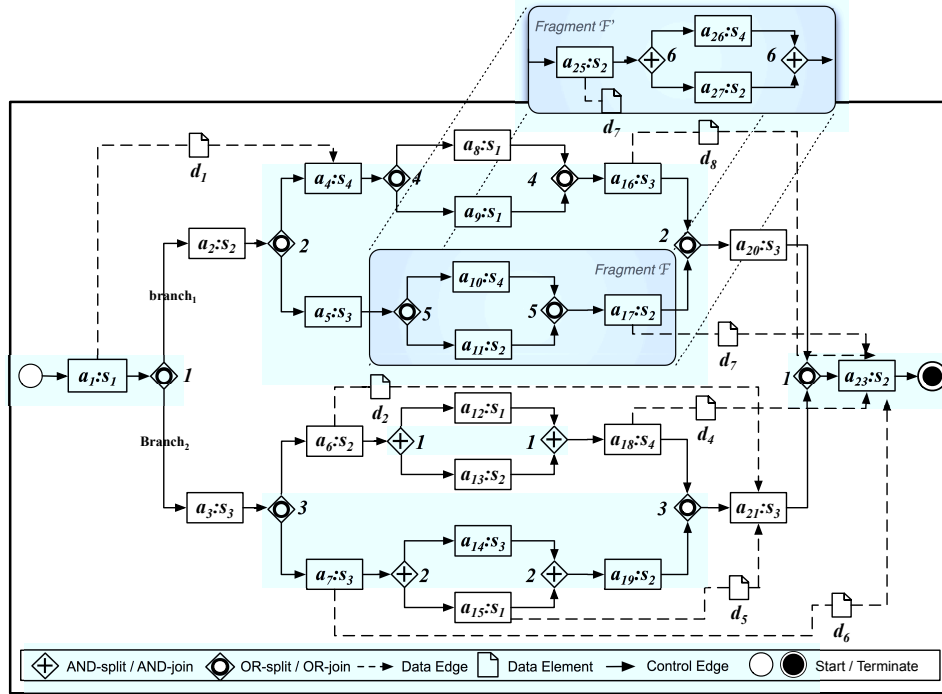 Fragment F'
a26:s4
a25:s2
6
6
a27:s2
d7
d1
a8:s1
d8
a4:s4
4
4
a16:s3
a9:s1
a2:s2
2
2
a20:s3
Fragment F
a10:s4
branch1
a5:s3
5
5
a17:s2
a11:s2
d7
a1:s1
1
1
a23:s2
d2
a12:s1
d4
Branch2
a6:s2
1
1
a18:s4
a13:s2
a3:s3
3
3
a21:s3
a14:s3
a7:s3
2
2
a19:s2
a15:s1
d5
d6
AND-split / AND-join OR-split / OR-join Data Edge Data Element Control Edge Start / Terminate